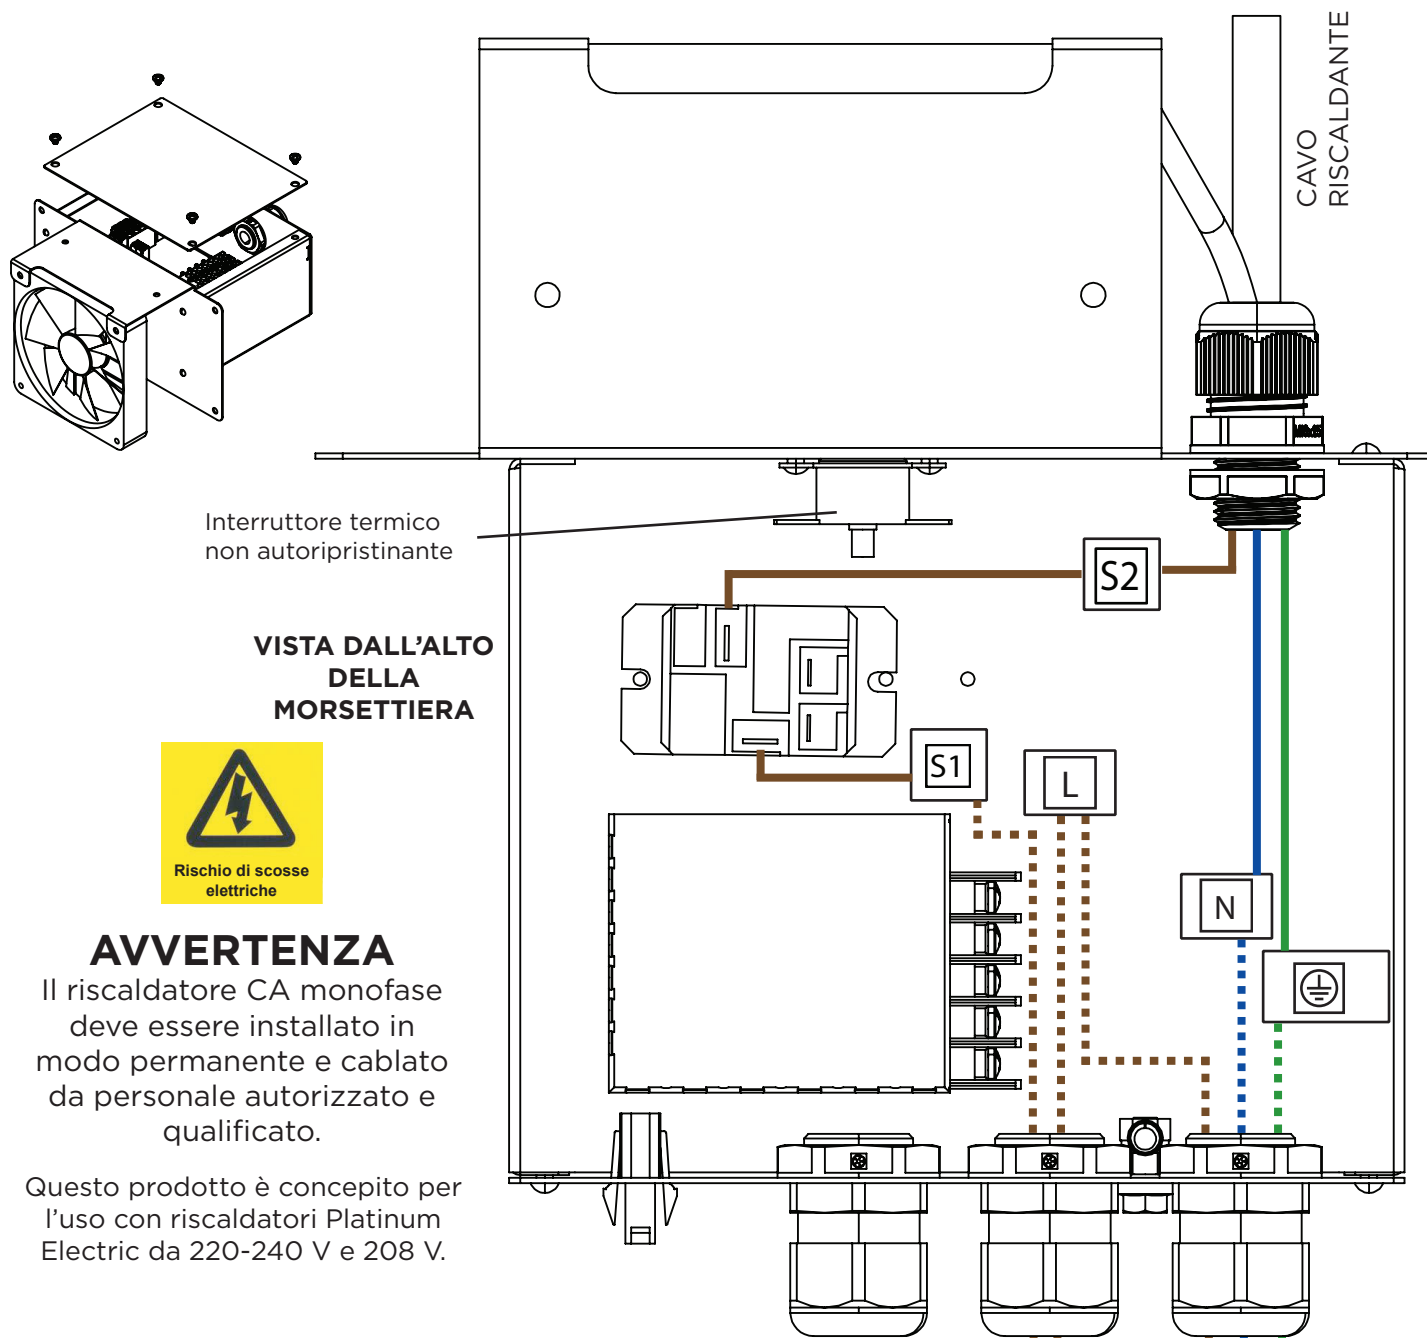 CAVO
RISCALDANTE
Interruttore termico
non autoripristinante
S2
VISTA DALL’ALTO
DELLA
MORSETTIERA
S1
L
Rischio di scosse
elettriche
N
AVVERTENZA
Il riscaldatore CA monofase
deve essere installato in
modo permanente e cablato
da personale autorizzato e
qualificato.
Questo prodotto è concepito per
l’uso con riscaldatori Platinum
Electric da 220-240 V e 208 V.